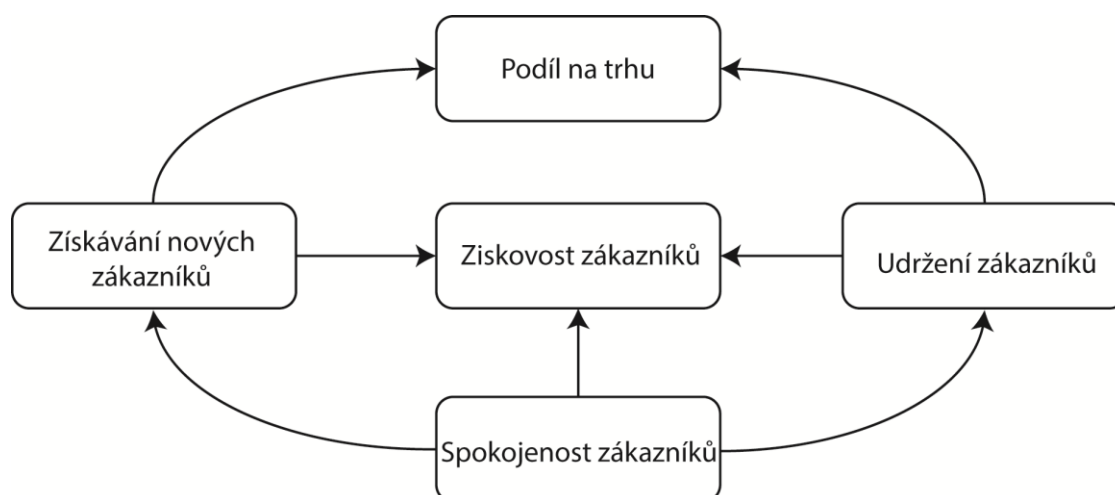 Podíl na trhu
Získávání nových
zákazníků
Ziskovost zákazníků
Udržení zákazníků
Spokojenost zákazníků